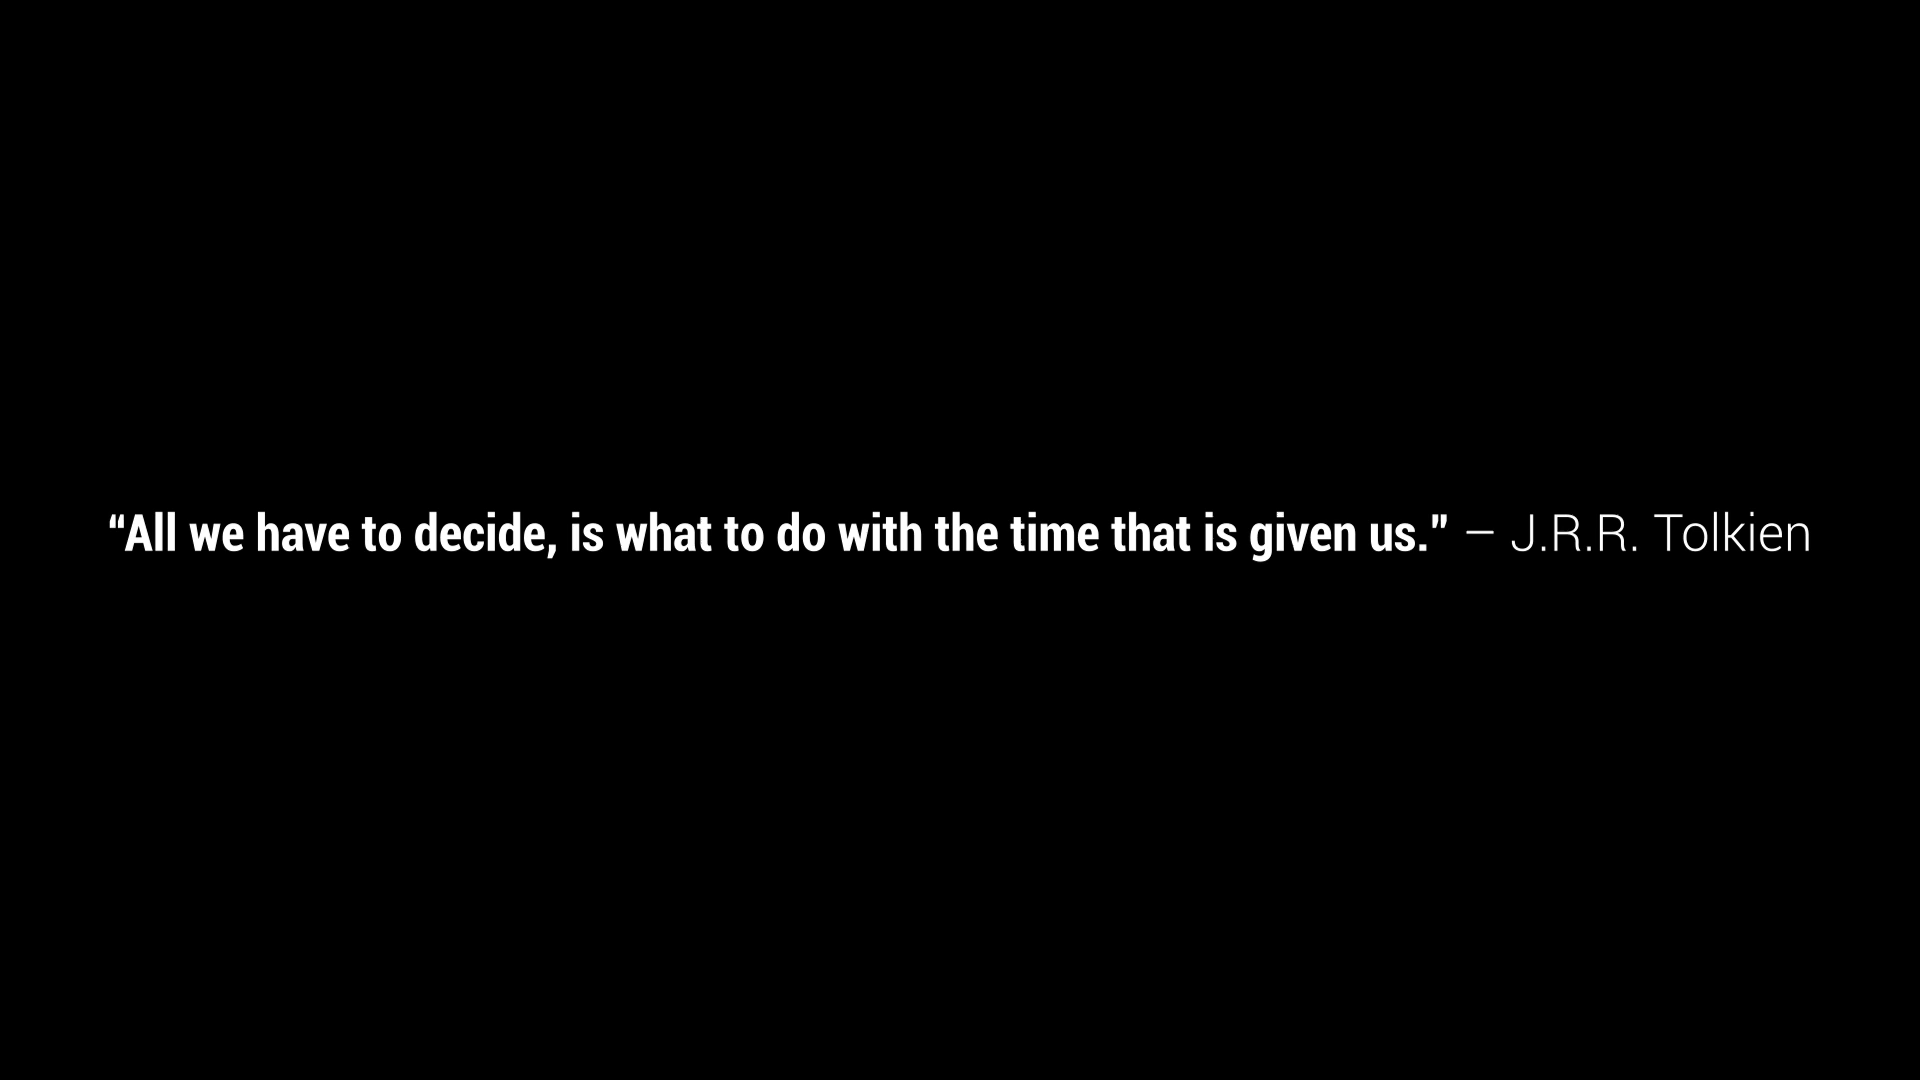 “All we have to decide, is what to do with the time that is given us.” – J.R.R. Tolkien